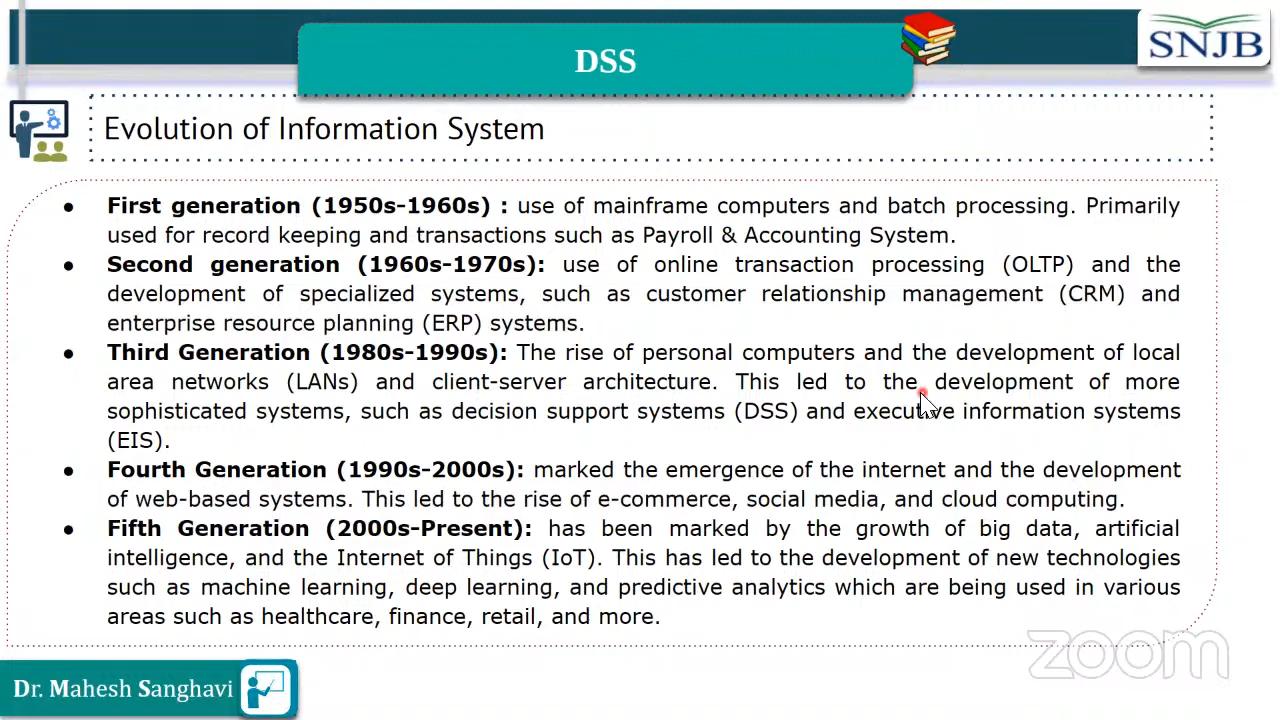 DSS
SNJB
Evolution of Information System
● First generation (1950s-1960s) : use of mainframe computers and batch processing. Primarily
used for record keeping and transactions such as Payroll & Accounting System.
● Second generation (1960s-1970s): use of online transaction processing (OLTP) and the
development of specialized systems, such as customer relationship management (CRM) and
enterprise resource planning (ERP) systems.
● Third Generation (1980s-1990s): The rise of personal computers and the development of local
area networks (LANs) and client-server architecture. This led to the development of more
sophisticated systems, such as decision support systems (DSS) and executive information systems
(EIS).
● Fourth Generation (1990s-2000s): marked the emergence of the internet and the development
of web-based systems. This led to the rise of e-commerce, social media, and cloud computing.
● Fifth Generation (2000s-Present): has been marked by the growth of big data, artificial
intelligence, and the Internet of Things (IoT). This has led to the development of new technologies
such as machine learning, deep learning, and predictive analytics which are being used in various
areas such as healthcare, finance, retail, and more.
zoom
Dr. Mahesh Sanghavi